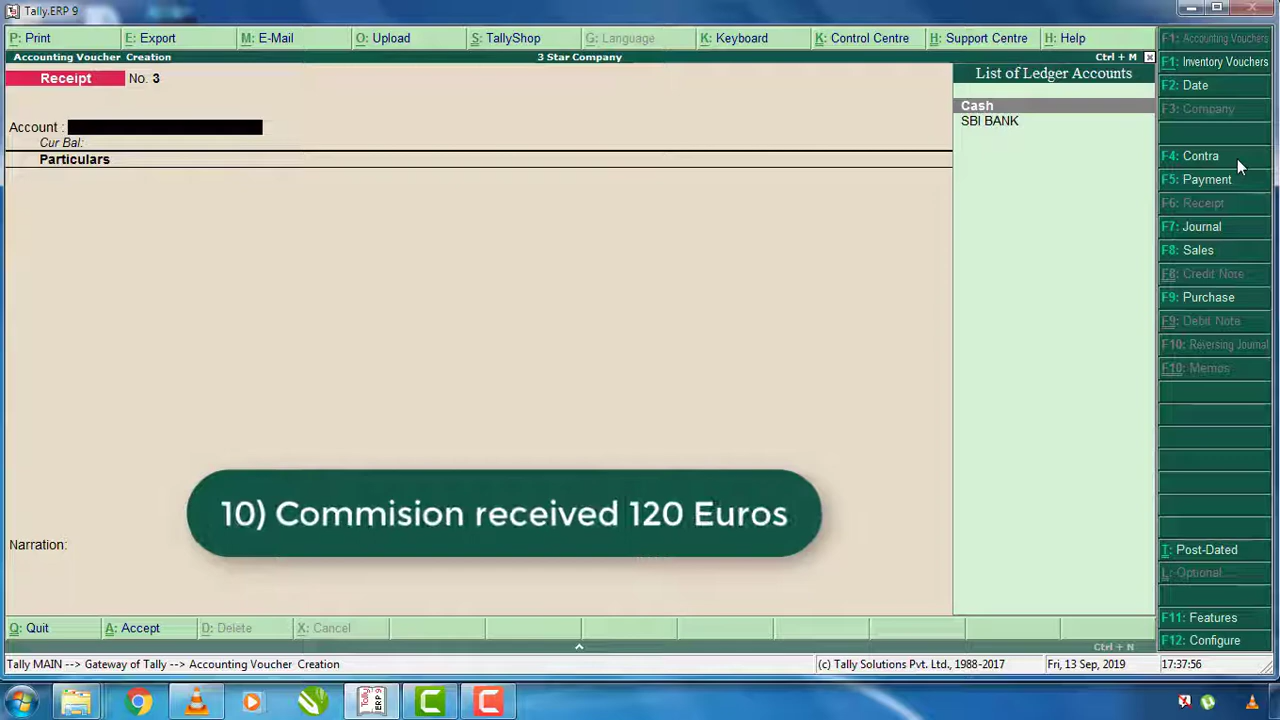 Tally.ERP 9
P: Print
E: Export
M: E-Mail
O: Upload
S: TallyShop
G: Language
K: Keyboard
K: Control Centre
H: Support Centre
H: Help
F1: Accounting Vouchers
Accounting Voucher Creation
3 Star Company
Ctrl + M
F1: Inventory Vouchers
Receipt No. 3
List of Ledger Accounts
F2: Date
Cash
F3: Company
SBI BANK
Account :
Cur Bal:
Particulars
F4: Contra
F5: Payment
F6: Receipt
F7: Journal
F8: Sales
F8: Credit Note
F9: Purchase
F9: Debit Note
F10: Reversing Journal
F10: Memos
10) Commision received 120 Euros
Narration:
T: Post-Dated
L: Optional
F11: Features
F12: Configure
Q: Quit
A: Accept
D: Delete
X: Cancel
Ctrl + N
Tally MAIN --> Gateway of Tally --> Accounting Voucher Creation
(c) Tally Solutions Pvt. Ltd., 1988-2017
Fri, 13 Sep, 2019
17:37:56